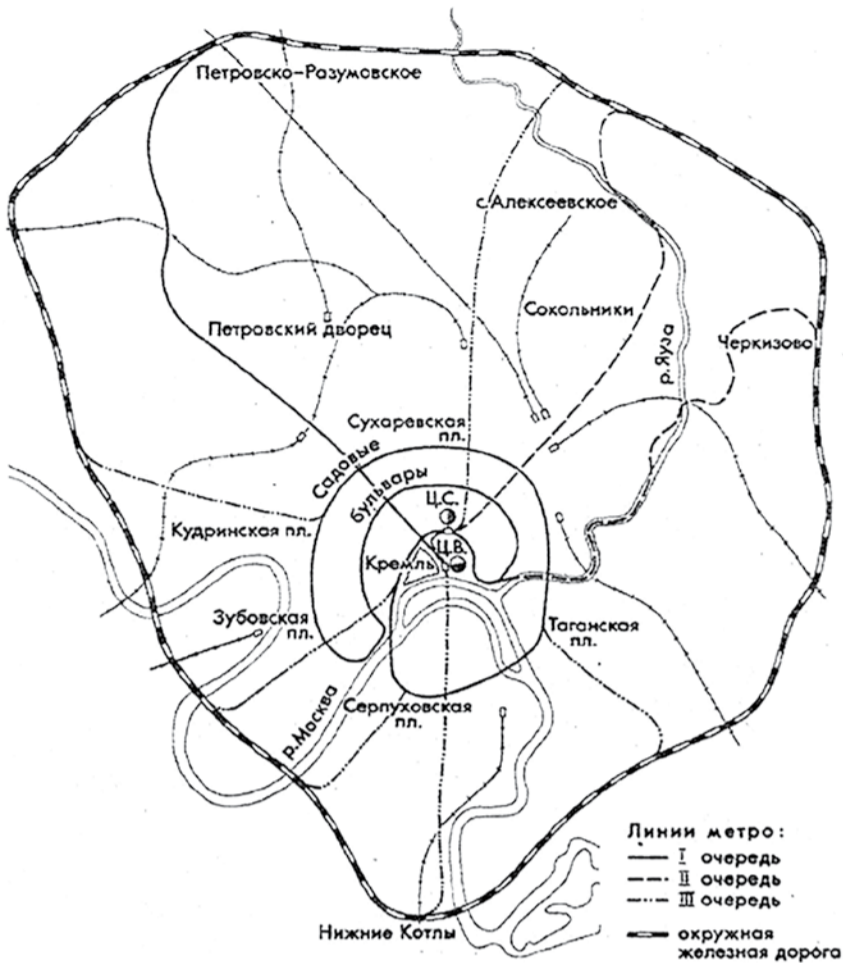 Петровско-Разумовское
с. Алексеевское
Сокольники
Петровский дворец
Черкизово
р. Яуза
Сухаревская
пл.
Садовые
бульвары
Ц.С.
Кудринская пл.
Кремль
Ц.В.
Зубовская
пл.
Таганская
пл.
Серпуховская
пл.
р. Москва
Нижние Котлы
Линии метро:
I очередь
II очередь
III очередь
окружная
железная дорога